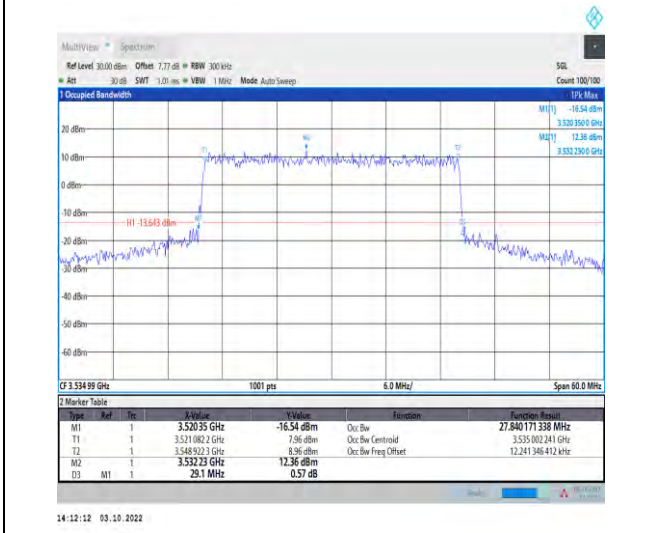 MultiView Spectrum
Ref Level 30.00 dBm Offset 7.77 dB RBW 300 kHz SGL
Att 30 dB SWT 1.01 ms VBW 1 MHz Mode Auto Sweep Count 100/100
1 Occupied Bandwidth 1Pk Max
M1[1] -16.54 dBm
3.520350 0 GHz
M2[1] 12.36 dBm
3.532230 0 GHz
20 dBm
M2
T1
T2
10 dBm
0 dBm
-10 dBm
H1 -13.643 dBm
-20 dBm
-30 dBm
-40 dBm
-50 dBm
-60 dBm
CF 3.534 99 GHz 1001 pts 6.0 MHz/ Span 60.0 MHz
2 Marker Table
Type Ref Trc X-Value Y-Value Function Function Result
M1 1 3.520 35 GHz -16.54 dBm Occ Bw 27.840 171 338 MHz
T1 1 3.521 082 2 GHz 7.96 dBm Occ Bw Centroid 3.535 002 241 GHz
T2 1 3.548 922 3 GHz 8.96 dBm Occ Bw Freq Offset 12.241 346 412 kHz
M2 1 3.532 23 GHz 12.36 dBm
D3 M1 1 29.1 MHz 0.57 dB
14:12:12 03.10.2022